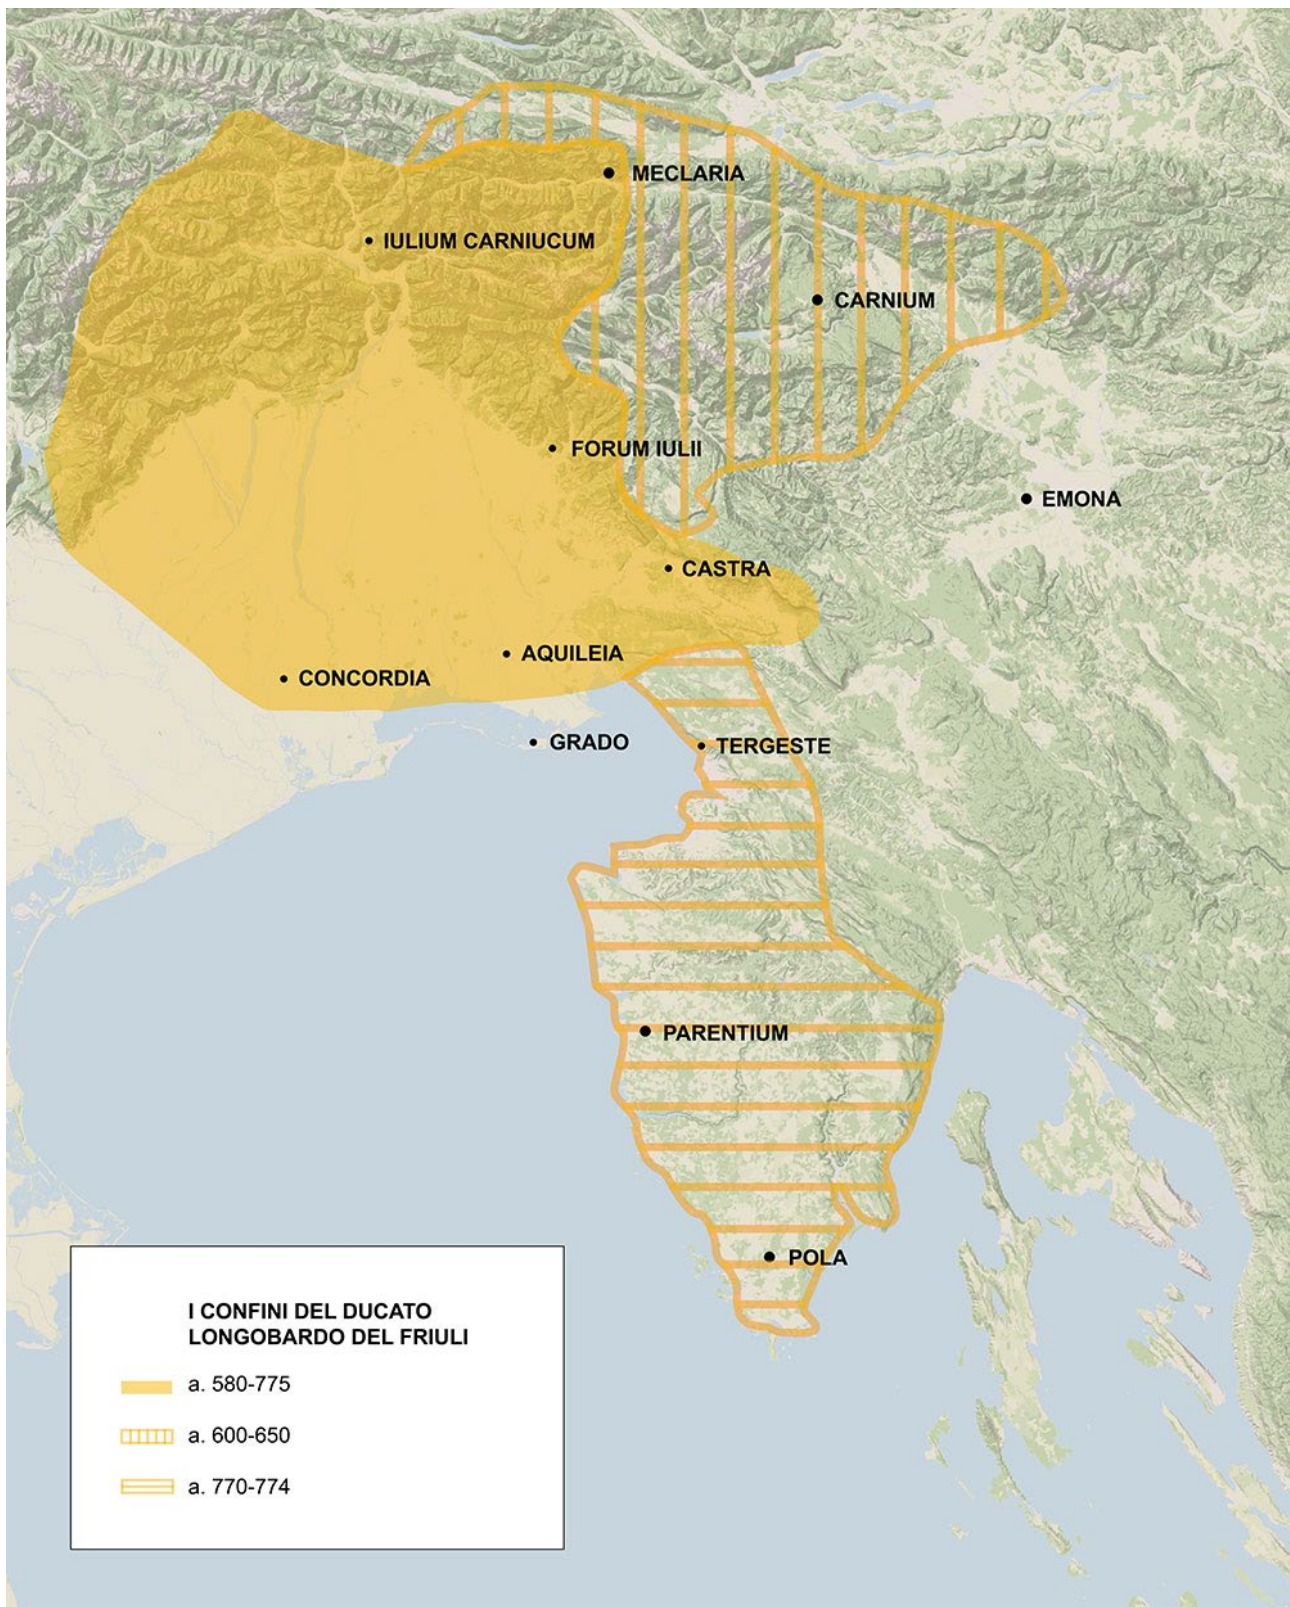 MECLARIA
IULIUM CARNIUCUM
CARNIUM
FORUM IULII
EMONA
CASTRA
AQUILEIA
CONCORDIA
GRADO
TERGESTE
PARENTIUM
POLA
I CONFINI DEL DUCATO
LONGOBARDO DEL FRIULI
a. 580-775
a. 600-650
a. 770-774